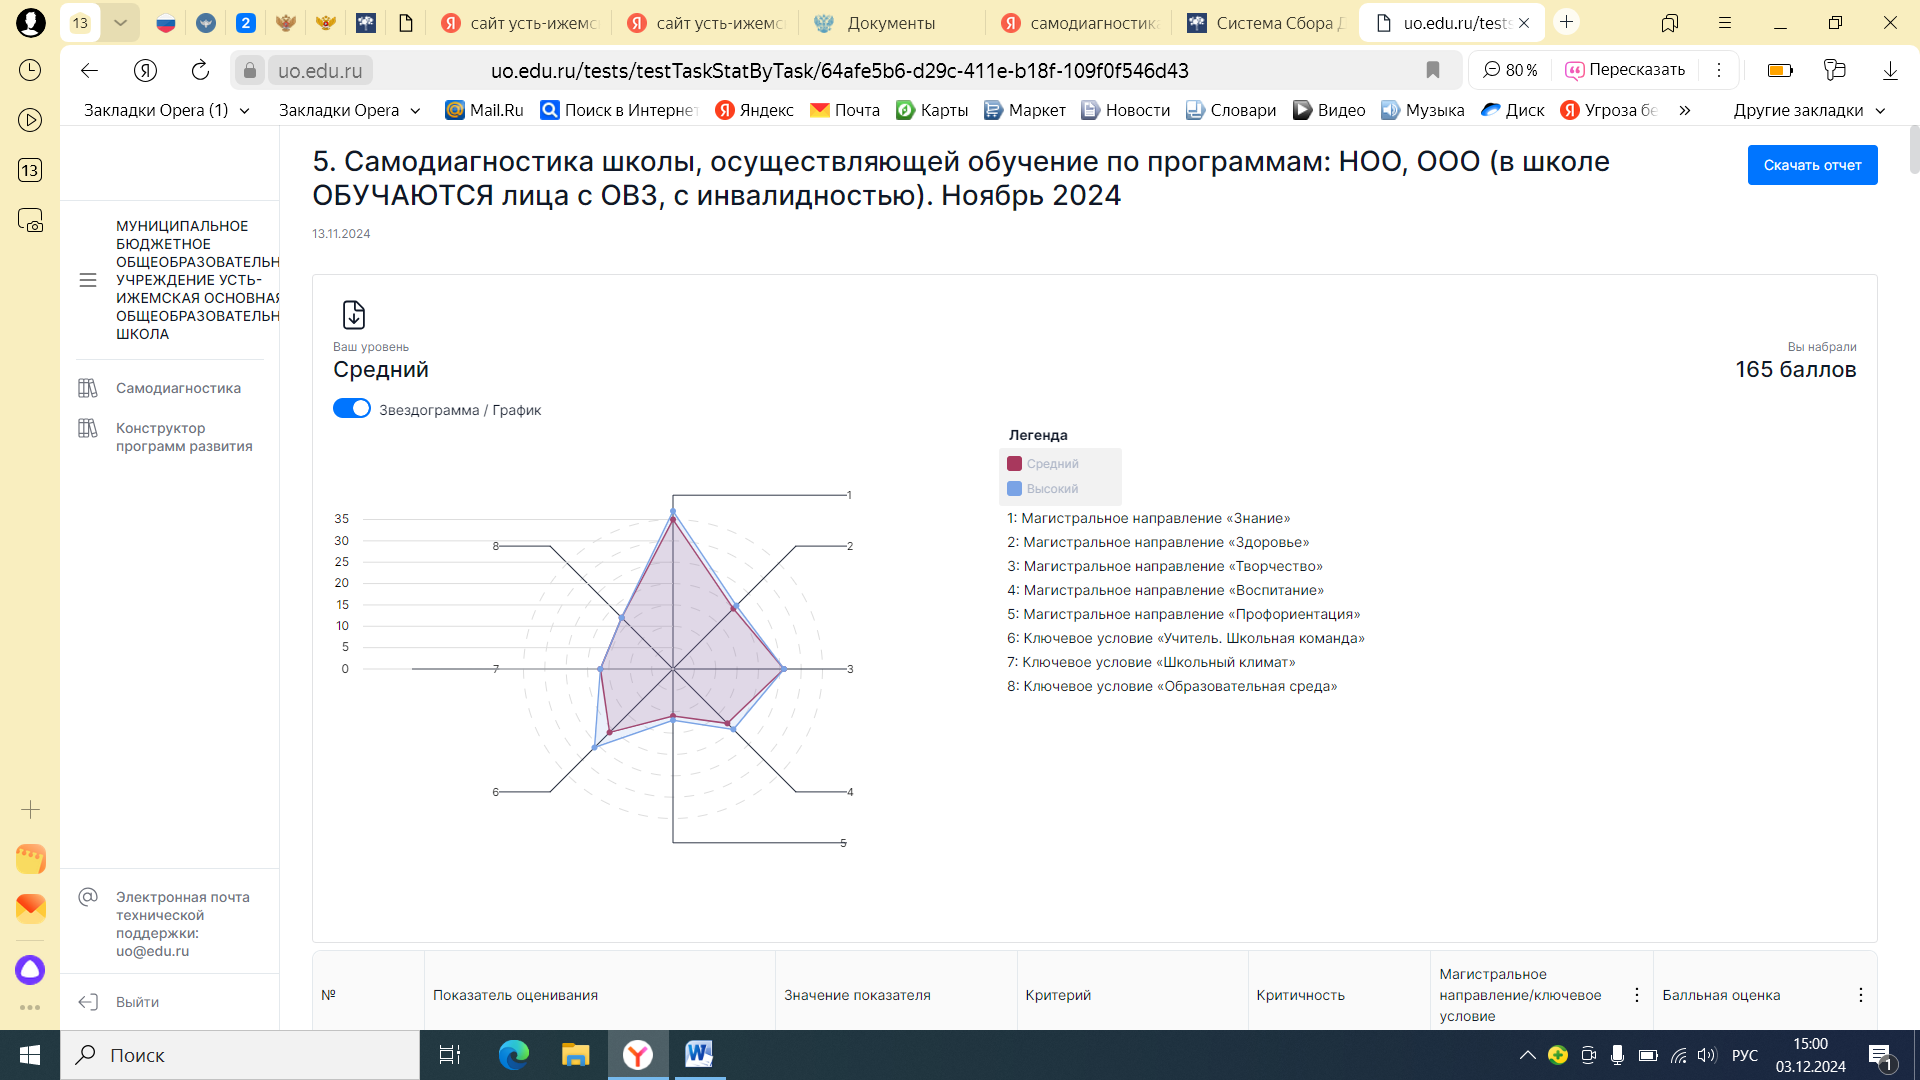 13
2
сайт усть-ижемс
сайт усть-ижемс
Документы
самодиагностика
Система Сбора Д
uo.edu.ru/tests
uo.edu.ru
uo.edu.ru/tests/testTaskStatByTask/64afe5b6-d29c-411e-b18f-109f0f546d43
80 %
Пересказать
Закладки Opera (1)
Закладки Opera
Mail.Ru
Поиск в Интернет
Яндекс
Почта
Карты
Маркет
Новости
Словари
Видео
Музыка
Диск
Угроза бе
»
Другие закладки
13
МУНИЦИПАЛЬНОЕ
БЮДЖЕТНОЕ
ОБЩЕОБРАЗОВАТЕЛЬН
УЧРЕЖДЕНИЕ УСТЬ-
ИЖЕМСКАЯ ОСНОВНАЯ
ОБЩЕОБРАЗОВАТЕЛЬН
ШКОЛА
Самодиагностика
Конструктор
программ развития
Электронная почта
технической
поддержки:
uo@edu.ru
Выйти
5. Самодиагностика школы, осуществляющей обучение по программам: НОО, ООО (в школе
ОБУЧАЮТСЯ лица с ОВЗ, с инвалидностью). Ноябрь 2024
Скачать отчет
13.11.2024
Ваш уровень
Средний
Вы набрали
165 баллов
Звездограмма / График
35
30
25
20
15
10
5
0
1
2
3
4
5
6
7
8
Легенда
Средний
Высокий
1: Магистральное направление «Знание»
2: Магистральное направление «Здоровье»
3: Магистральное направление «Творчество»
4: Магистральное направление «Воспитание»
5: Магистральное направление «Профориентация»
6: Ключевое условие «Учитель. Школьная команда»
7: Ключевое условие «Школьный климат»
8: Ключевое условие «Образовательная среда»
№
Показатель оценивания
Значение показателя
Критерий
Критичность
Магистральное
направление/ключевое
условие
Балльная оценка
Поиск
РУС
15:00
03.12.2024
1